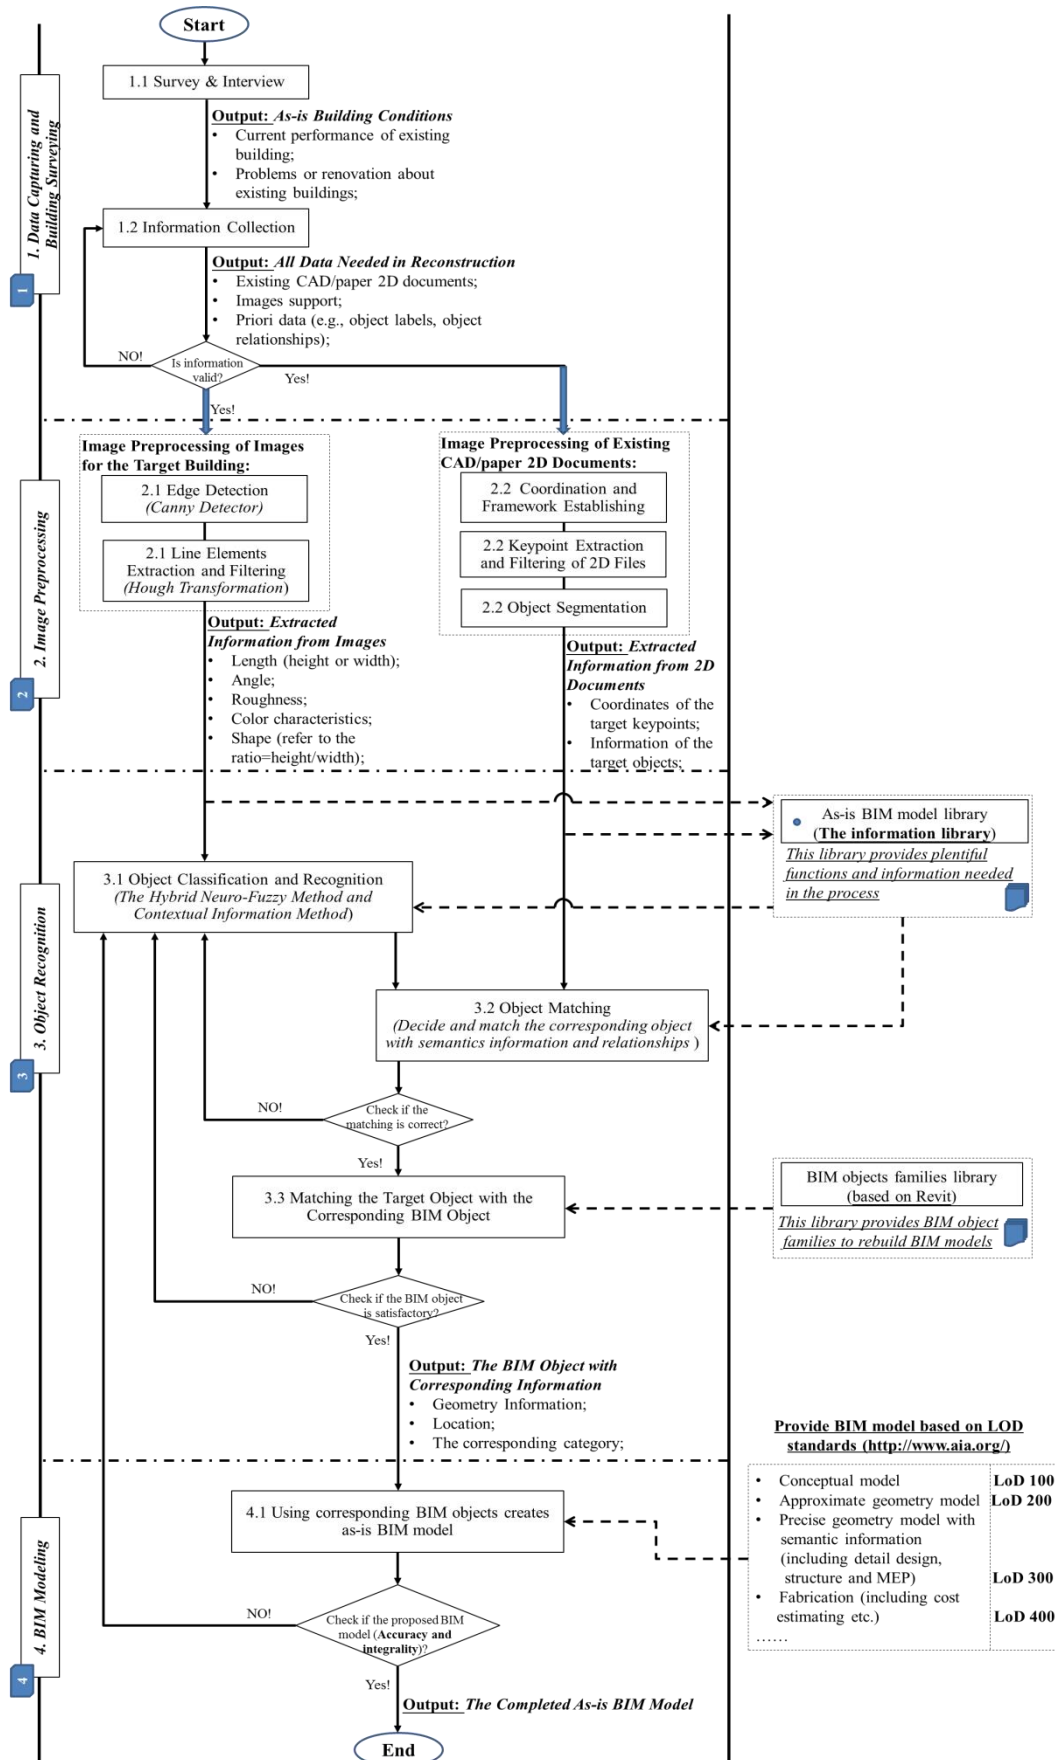 Start
1.1 Survey & Interview
Output: As-is Building Conditions
• Current performance of existing
building;
• Problems or renovation about
existing buildings;
1. Data Capturing and
Building Surveying
1
1.2 Information Collection
Output: All Data Needed in Reconstruction
• Existing CAD/paper 2D documents;
• Images support;
• Priori data (e.g., object labels, object
relationships);
NO!
Is information
valid?
Yes!
Yes!
Image Preprocessing of Images
for the Target Building:
2.1 Edge Detection
(Canny Detector)
2.1 Line Elements
Extraction and Filtering
(Hough Transformation)
Image Preprocessing of Existing
CAD/paper 2D Documents:
2.2 Coordination and
Framework Establishing
2.2 Keypoint Extraction
and Filtering of 2D Files
2.2 Object Segmentation
2. Image Preprocessing
2
Output: Extracted
Information from Images
• Length (height or width);
• Angle;
• Roughness;
• Color characteristics;
• Shape (refer to the
ratio=height/width);
Output: Extracted
Information from 2D
Documents
• Coordinates of the
target keypoints;
• Information of the
target objects;
As-is BIM model library
(The information library)
This library provides plentiful
functions and information needed
in the process
3.1 Object Classification and Recognition
(The Hybrid Neuro-Fuzzy Method and
Contextual Information Method)
3. Object Recognition
3
3.2 Object Matching
(Decide and match the corresponding object
with semantics information and relationships )
NO!
Check if the
matching is correct?
Yes!
3.3 Matching the Target Object with the
Corresponding BIM Object
BIM objects families library
(based on Revit)
This library provides BIM object
families to rebuild BIM models
NO!
Check if the BIM object
is satisfactory?
Yes!
Output: The BIM Object with
Corresponding Information
• Geometry Information;
• Location;
• The corresponding category;
Provide BIM model based on LOD
standards (http://www.aia.org/)
• Conceptual model LoD 100
• Approximate geometry model LoD 200
• Precise geometry model with
semantic information
(including detail design,
structure and MEP) LoD 300
• Fabrication (including cost
estimating etc.) LoD 400
......
4.1 Using corresponding BIM objects creates
as-is BIM model
4. BIM Modeling
4
NO!
Check if the proposed BIM
model (Accuracy and
integrality)?
Yes!
Output: The Completed As-is BIM Model
End